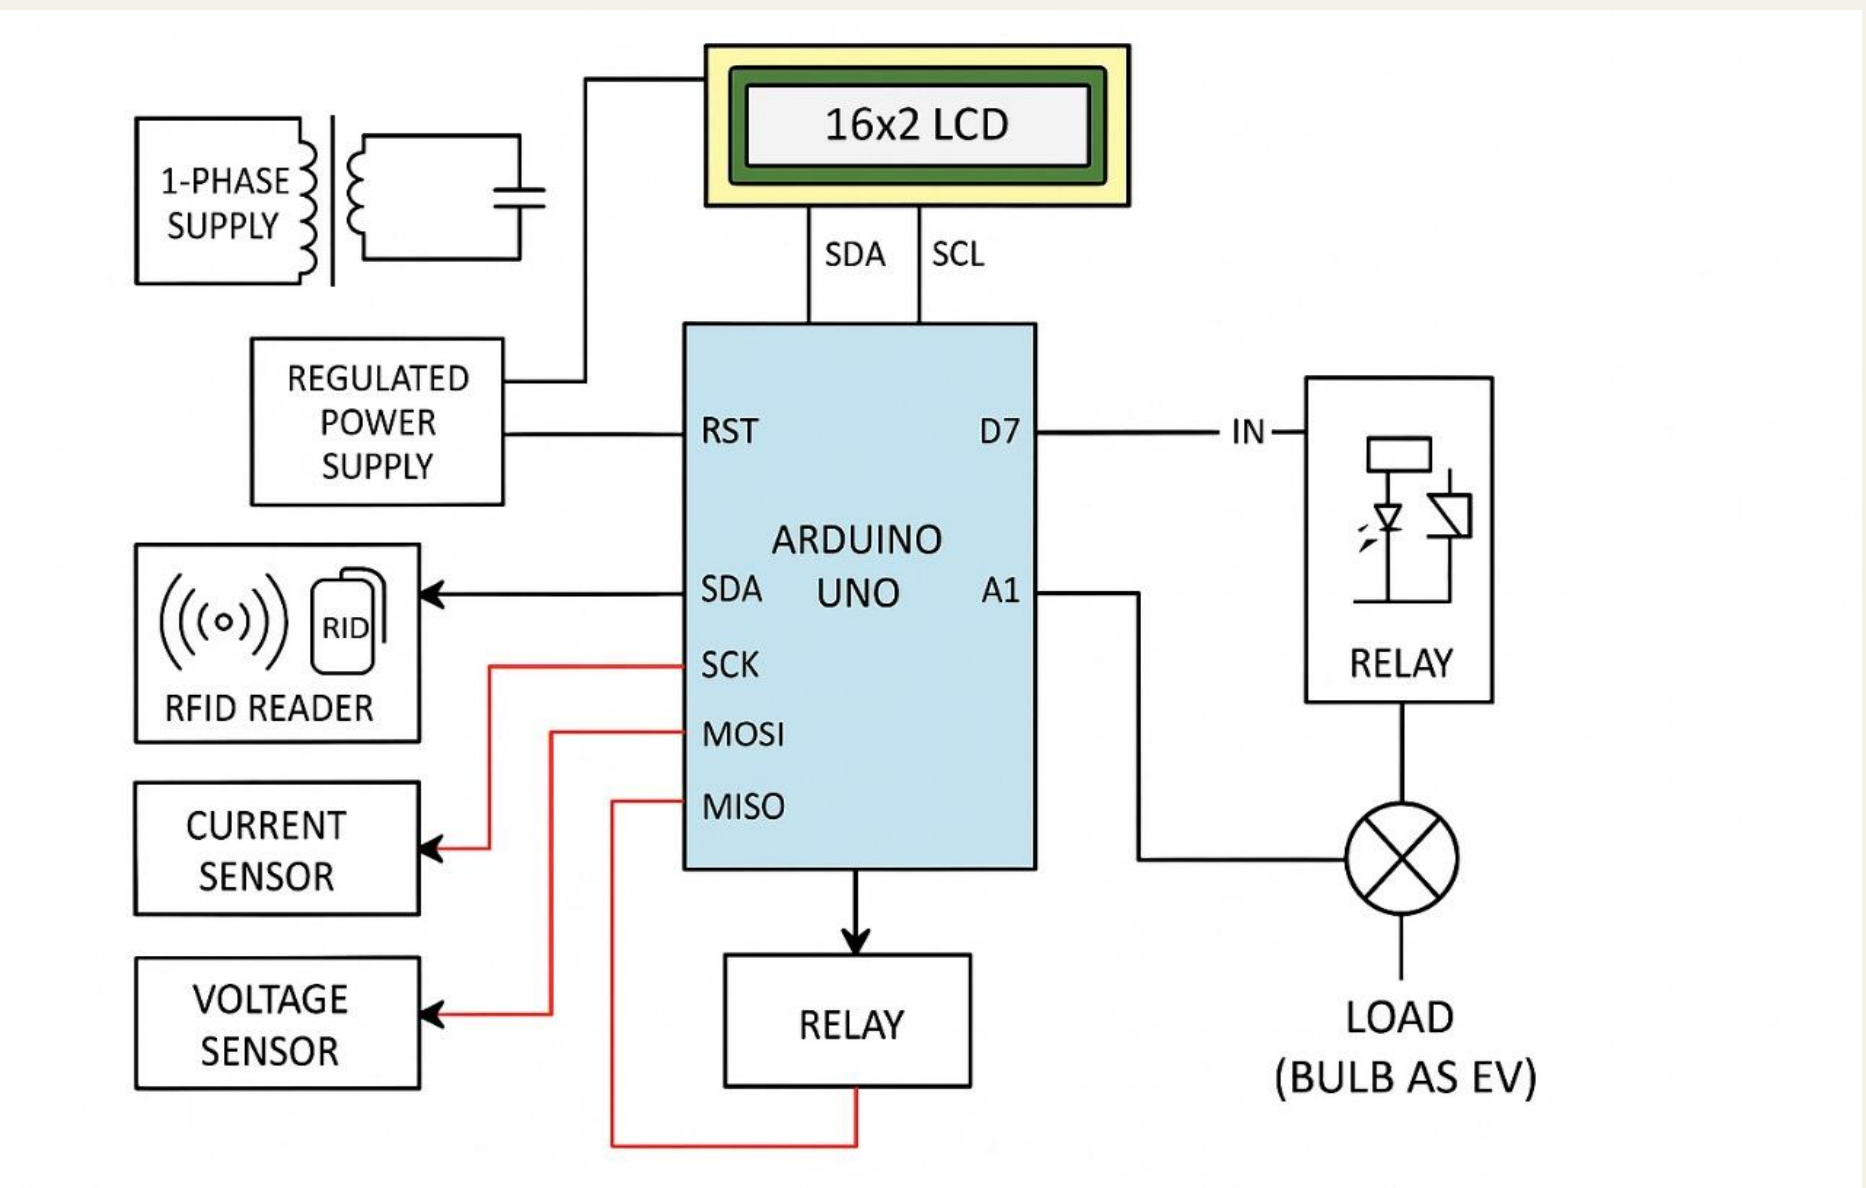 16x2 LCD
1-PHASE
SUPPLY
SDA
SCL
REGULATED
POWER
SUPPLY
RST
D7
IN
ARDUINO
UNO
SDA
A1
SCK
MOSI
MISO
RID
RFID READER
RELAY
CURRENT
SENSOR
VOLTAGE
SENSOR
RELAY
LOAD
(BULB AS EV)